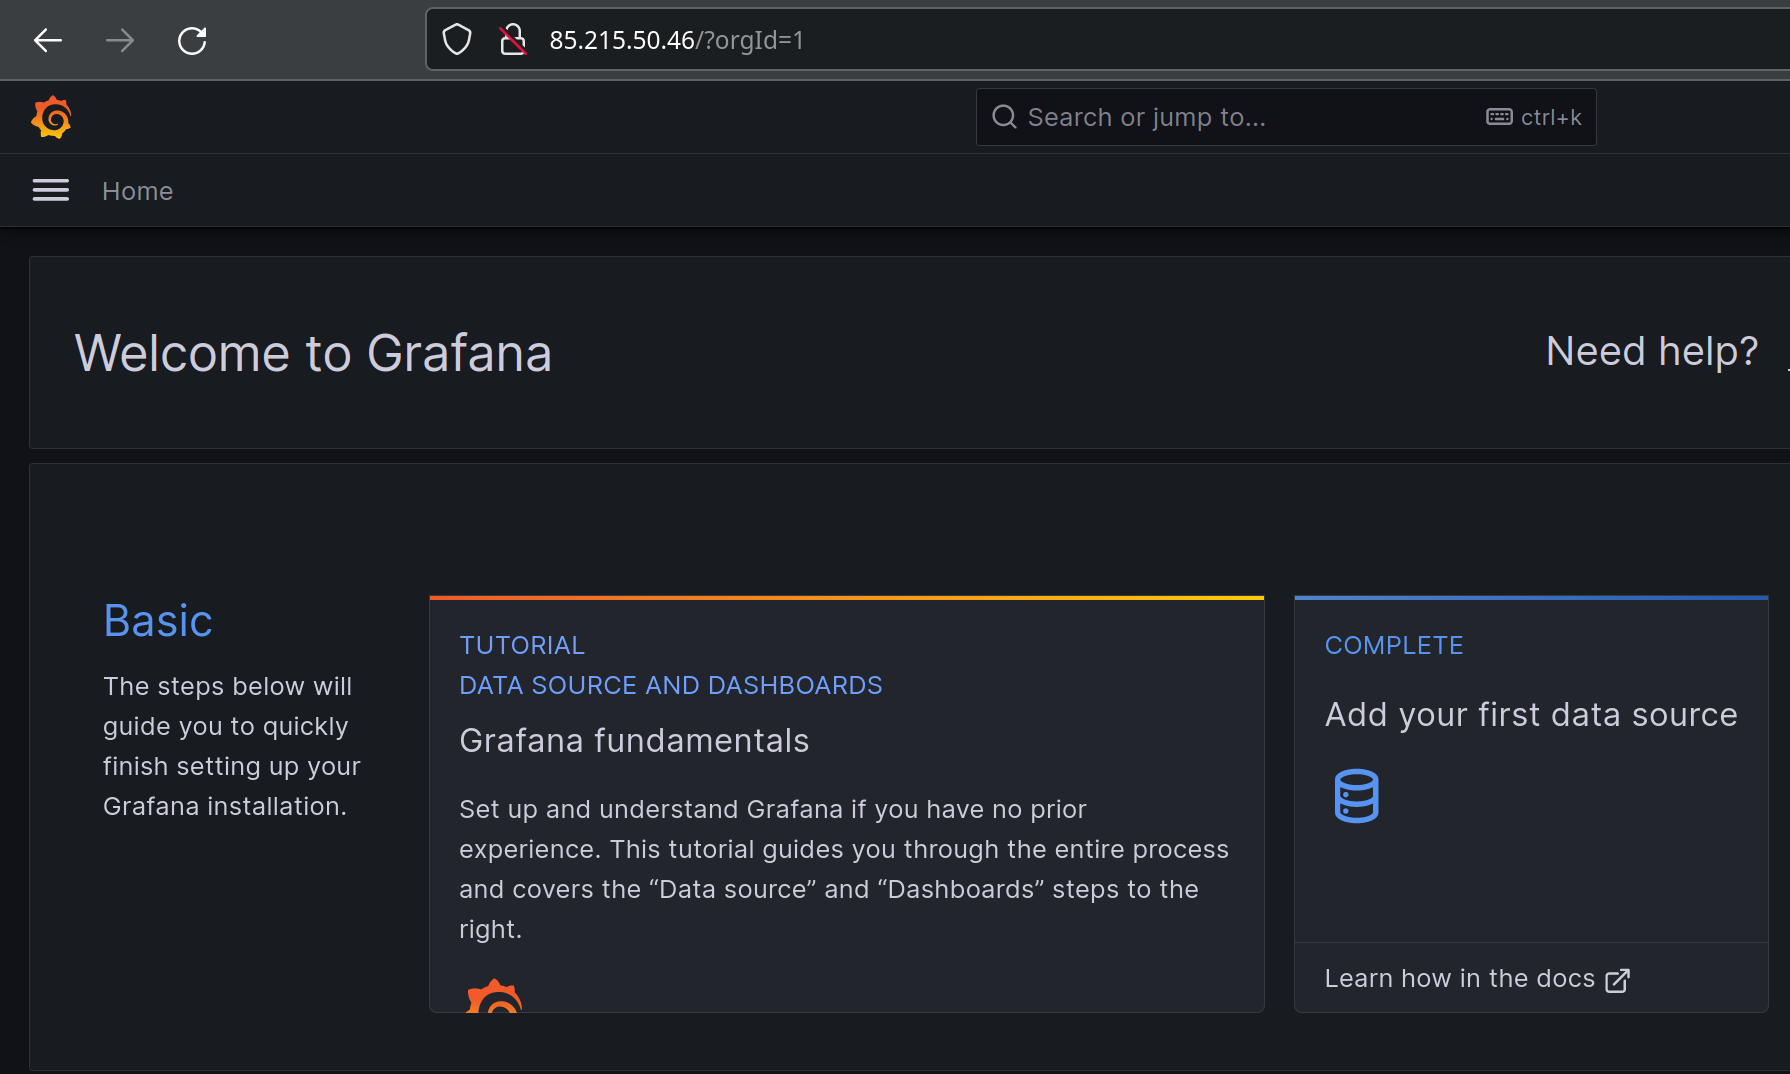 85.215.50.46/?orgId=1
Search or jump to...
ctrl+k
Home
Welcome to Grafana
Need help?
Basic
The steps below will
guide you to quickly
finish setting up your
Grafana installation.
TUTORIAL
DATA SOURCE AND DASHBOARDS
Grafana fundamentals
Set up and understand Grafana if you have no prior
experience. This tutorial guides you through the entire process
and covers the “Data source” and “Dashboards” steps to the
right.
COMPLETE
Add your first data source
Learn how in the docs